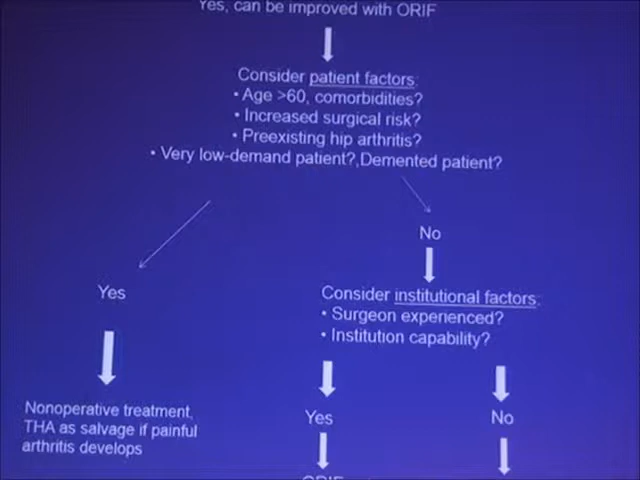 Yes, can be improved with ORIF
Consider patient factors:
• Age >60, comorbidities?
• Increased surgical risk?
• Preexisting hip arthritis?
• Very low-demand patient?,Demented patient?
No
Yes
Consider institutional factors:
• Surgeon experienced?
• Institution capability?
Nonoperative treatment,
THA as salvage if painful
arthritis develops
Yes
No
ORIF